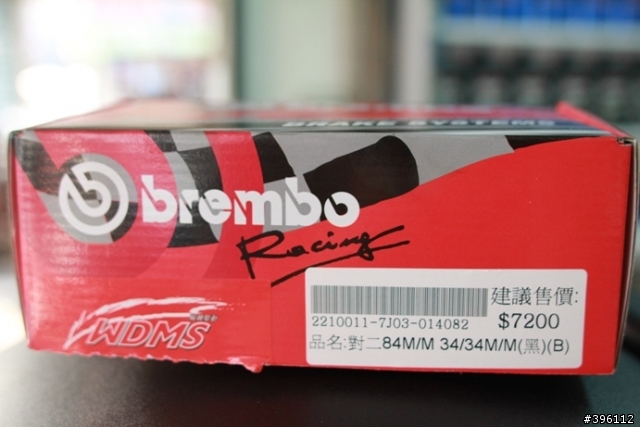 BRAKE SYSTEMS
brembo
Racing
WDMS
建議售價:
$7200
2210011-7J03-014082
品名:對二84M/M 34/34M/M(黑)(B)
#396112